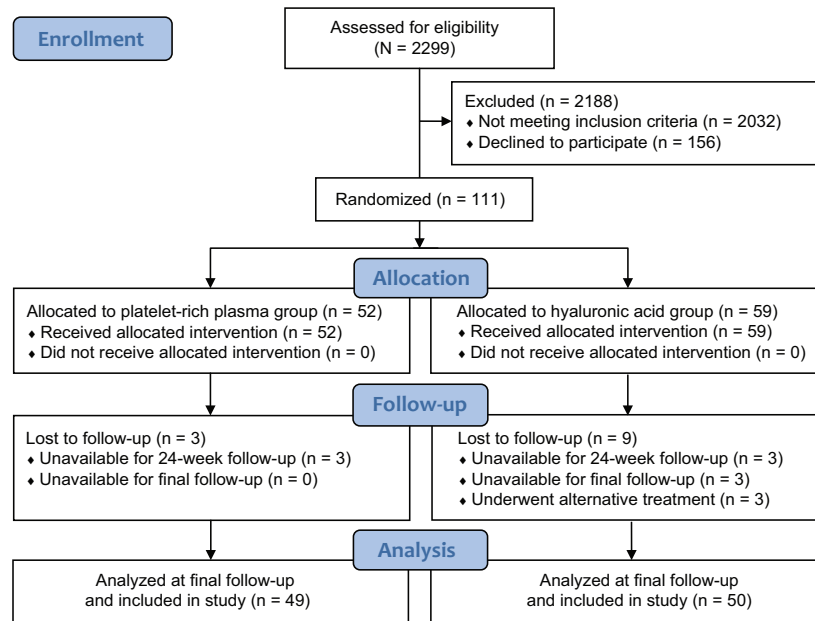 Enrollment
Assessed for eligibility
(N = 2299)
Excluded (n = 2188)
♦ Not meeting inclusion criteria (n = 2032)
♦ Declined to participate (n = 156)
Randomized (n = 111)
Allocation
Allocated to platelet-rich plasma group (n = 52)
♦ Received allocated intervention (n = 52)
♦ Did not receive allocated intervention (n = 0)
Allocated to hyaluronic acid group (n = 59)
♦ Received allocated intervention (n = 59)
♦ Did not receive allocated intervention (n = 0)
Follow-up
Lost to follow-up (n = 3)
♦ Unavailable for 24-week follow-up (n = 3)
♦ Unavailable for final follow-up (n = 0)
Lost to follow-up (n = 9)
♦ Unavailable for 24-week follow-up (n = 3)
♦ Unavailable for final follow-up (n = 3)
♦ Underwent alternative treatment (n = 3)
Analysis
Analyzed at final follow-up
and included in study (n = 49)
Analyzed at final follow-up
and included in study (n = 50)